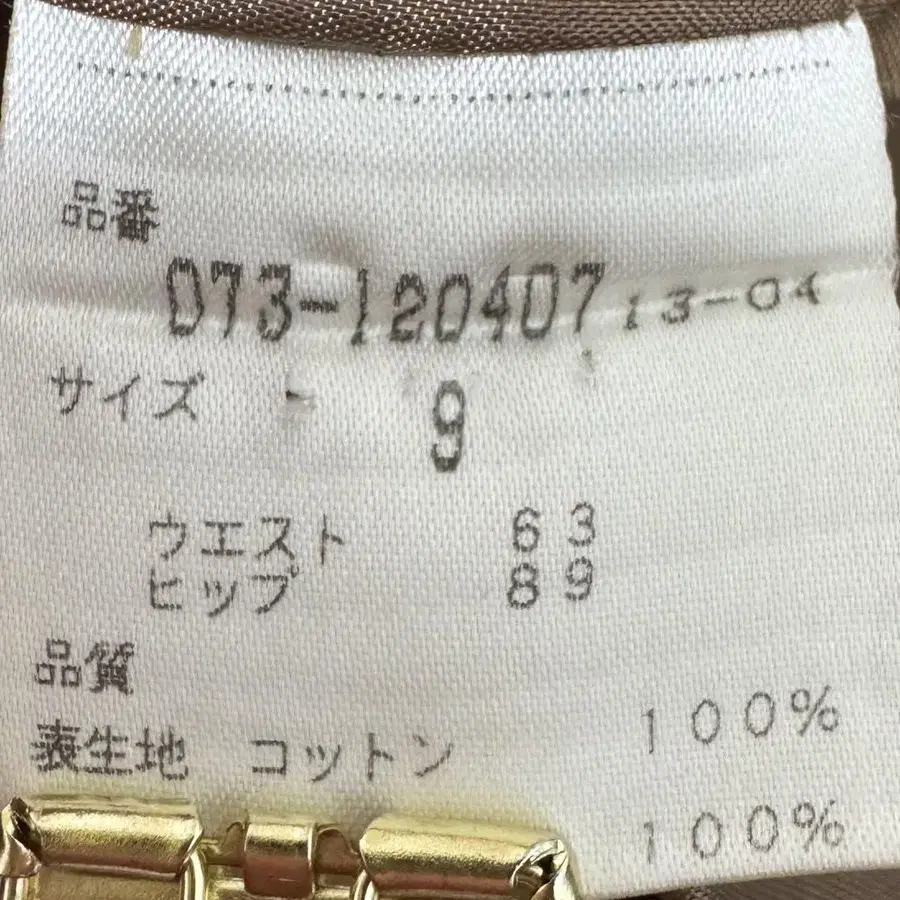 品番
073-120407 13-04
サイズ 9
ウエスト 63
ヒップ 89
品質
表生地 コットン 100%
100%